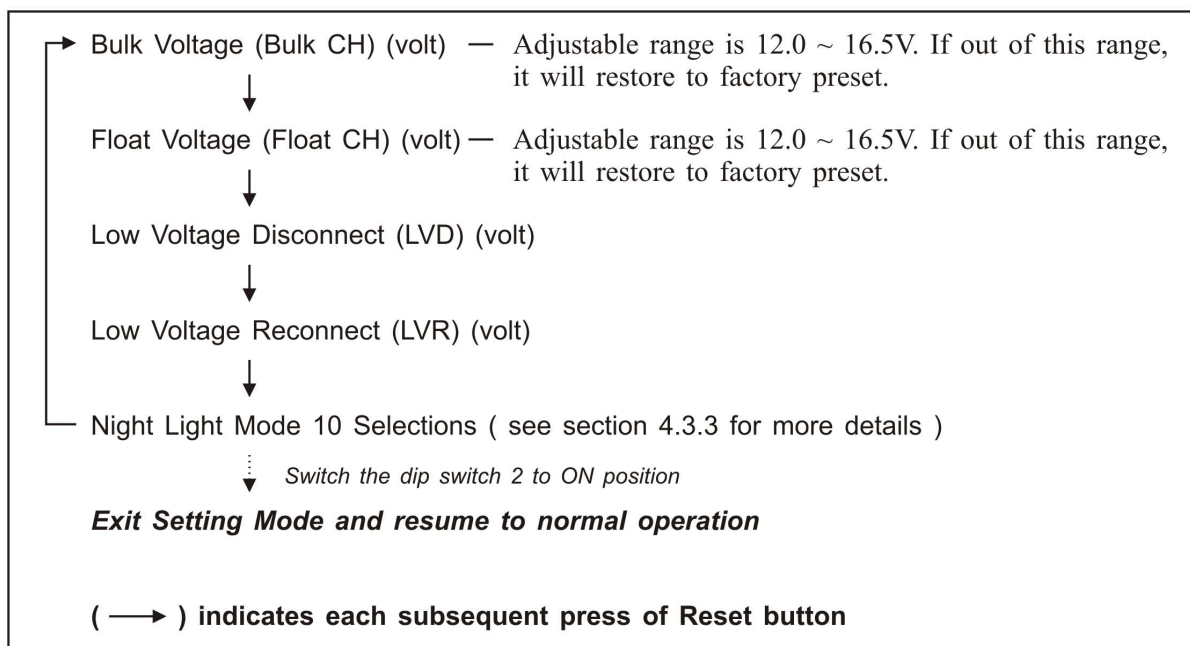 Bulk Voltage (Bulk CH) (volt) — Adjustable range is 12.0 ~ 16.5V. If out of this range,
it will restore to factory preset.
Float Voltage (Float CH) (volt) — Adjustable range is 12.0 ~ 16.5V. If out of this range,
it will restore to factory preset.
Low Voltage Disconnect (LVD) (volt)
Low Voltage Reconnect (LVR) (volt)
Night Light Mode 10 Selections ( see section 4.3.3 for more details )
Switch the dip switch 2 to ON position
Exit Setting Mode and resume to normal operation
( ⟶ ) indicates each subsequent press of Reset button